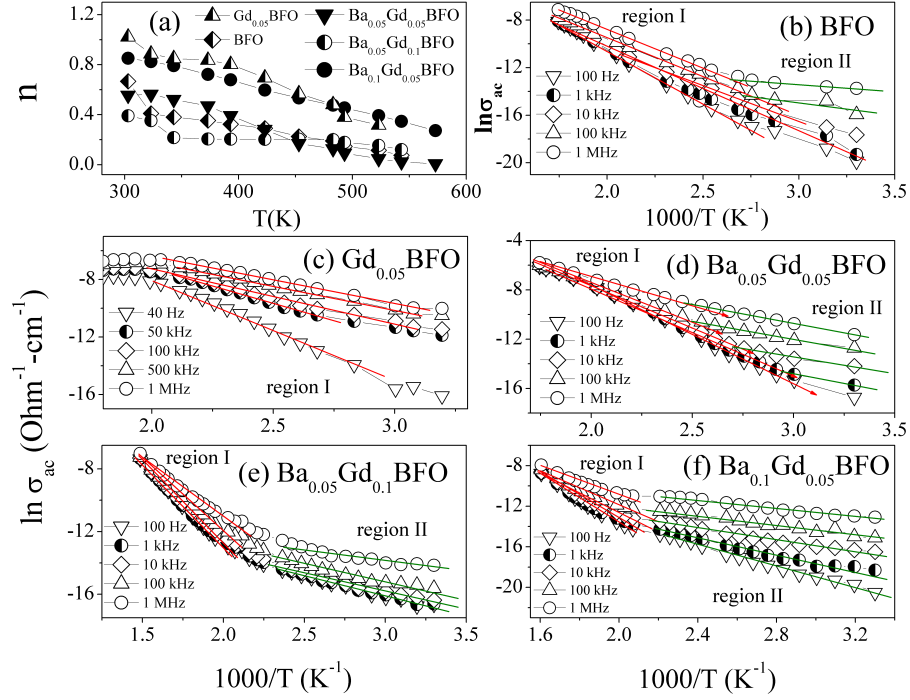 (a)
Gd0.05BFO
BFO
Ba0.05Gd0.05BFO
Ba0.05Gd0.1BFO
Ba0.1Gd0.05BFO
n
1.2
0.8
0.4
0.0
300 400 500 600
T(K)
(b) BFO
region I
region II
lnσac
-8
-12
-16
-20
100 Hz
1 kHz
10 kHz
100 kHz
1 MHz
2.0 2.5 3.0 3.5
1000/T (K-1)
(c) Gd0.05BFO
-8
-12
-16
40 Hz
50 kHz
100 kHz
500 kHz
1 MHz
region I
2.0 2.5 3.0
(d) Ba0.05Gd0.05BFO
region I
region II
-4
-8
-12
-16
100 Hz
1 kHz
10 kHz
100 kHz
1 MHz
2.0 2.5 3.0 3.5
ln σac (Ohm-1-cm-1)
(e) Ba0.05Gd0.1BFO
region I
region II
-8
-12
-16
100 Hz
1 kHz
10 kHz
100 kHz
1 MHz
1.5 2.0 2.5 3.0 3.5
1000/T (K-1)
(f) Ba0.1Gd0.05BFO
region I
region II
-8
-12
-16
-20
100 Hz
1 kHz
10 kHz
100 kHz
1 MHz
1.6 2.0 2.4 2.8 3.2
1000/T (K-1)